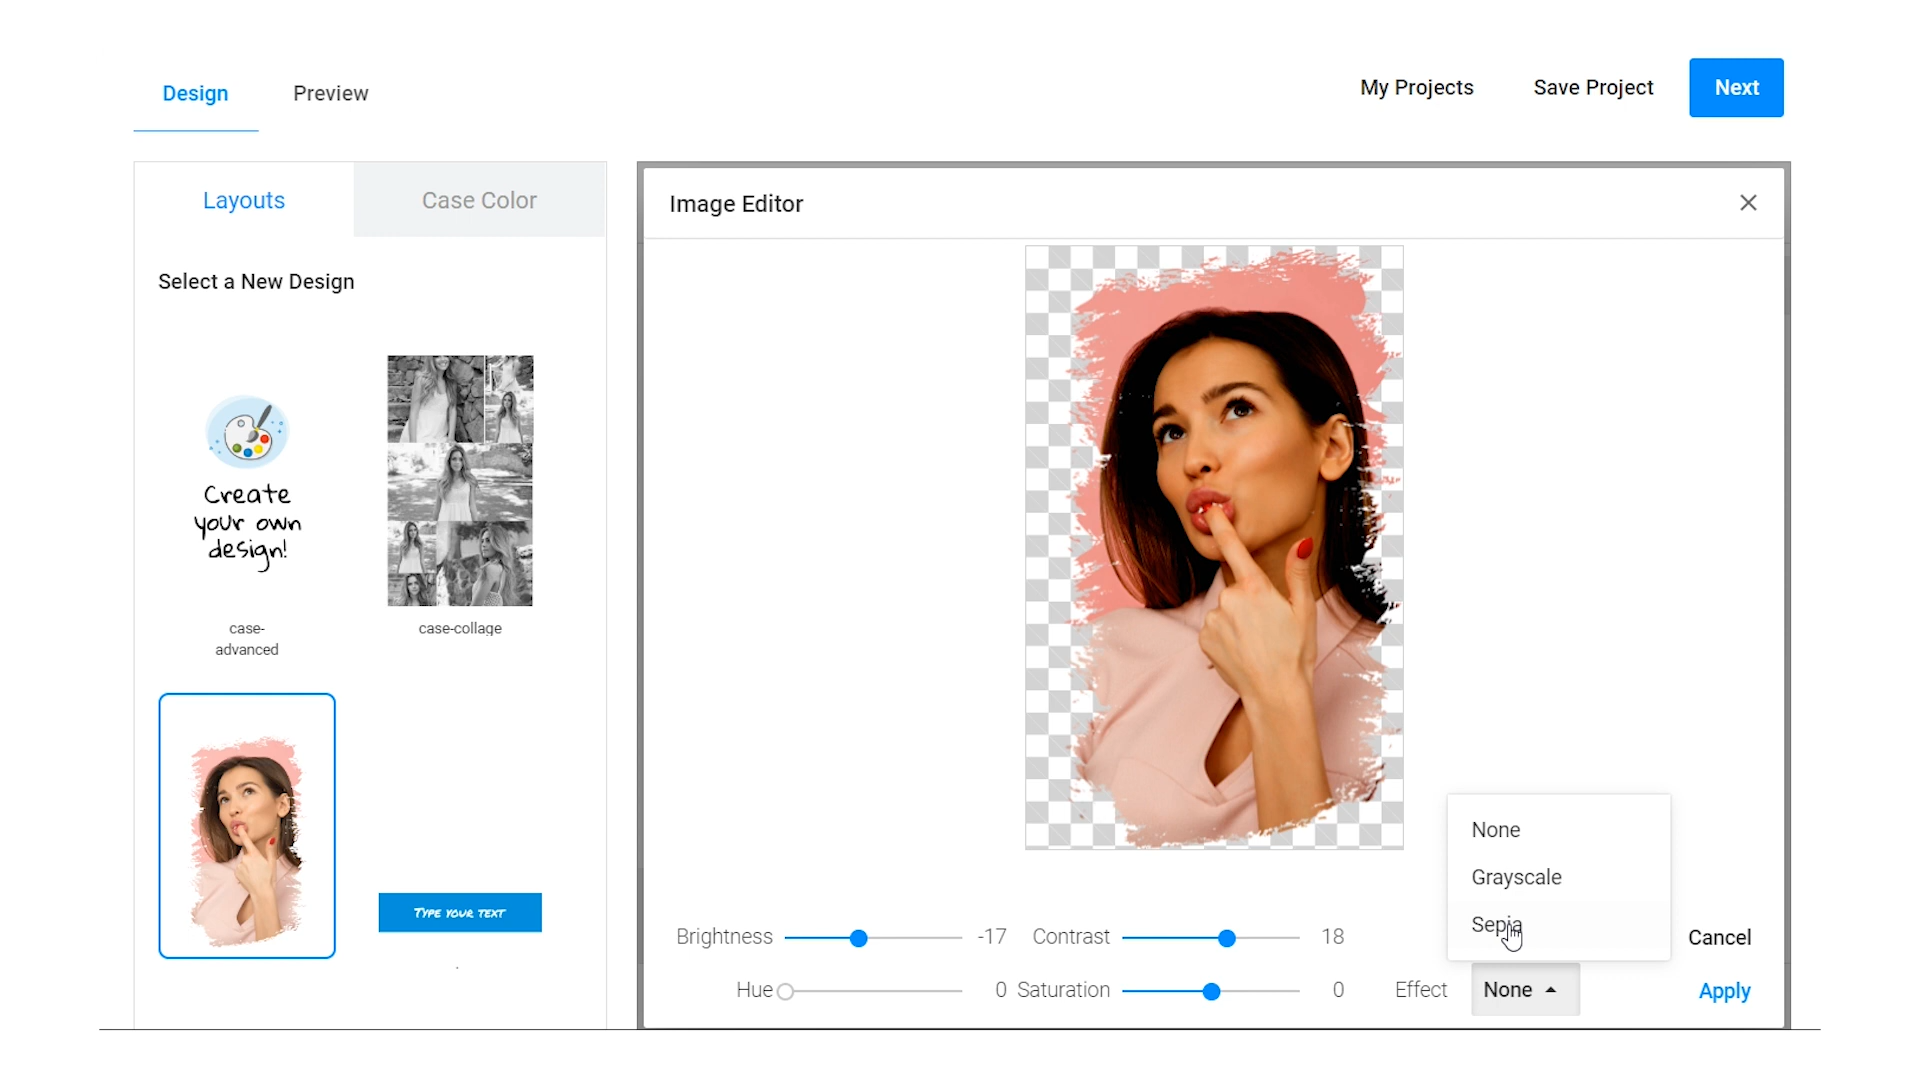 Design
Preview
My Projects
Save Project
Next
Layouts
Case Color
Select a New Design
Create
your own
design!
case-
advanced
case-collage
TYPE YOUR TEXT
Image Editor
None
Grayscale
Sepia
Brightness -17 Contrast 18
Cancel
Hue 0 Saturation 0 Effect None
Apply